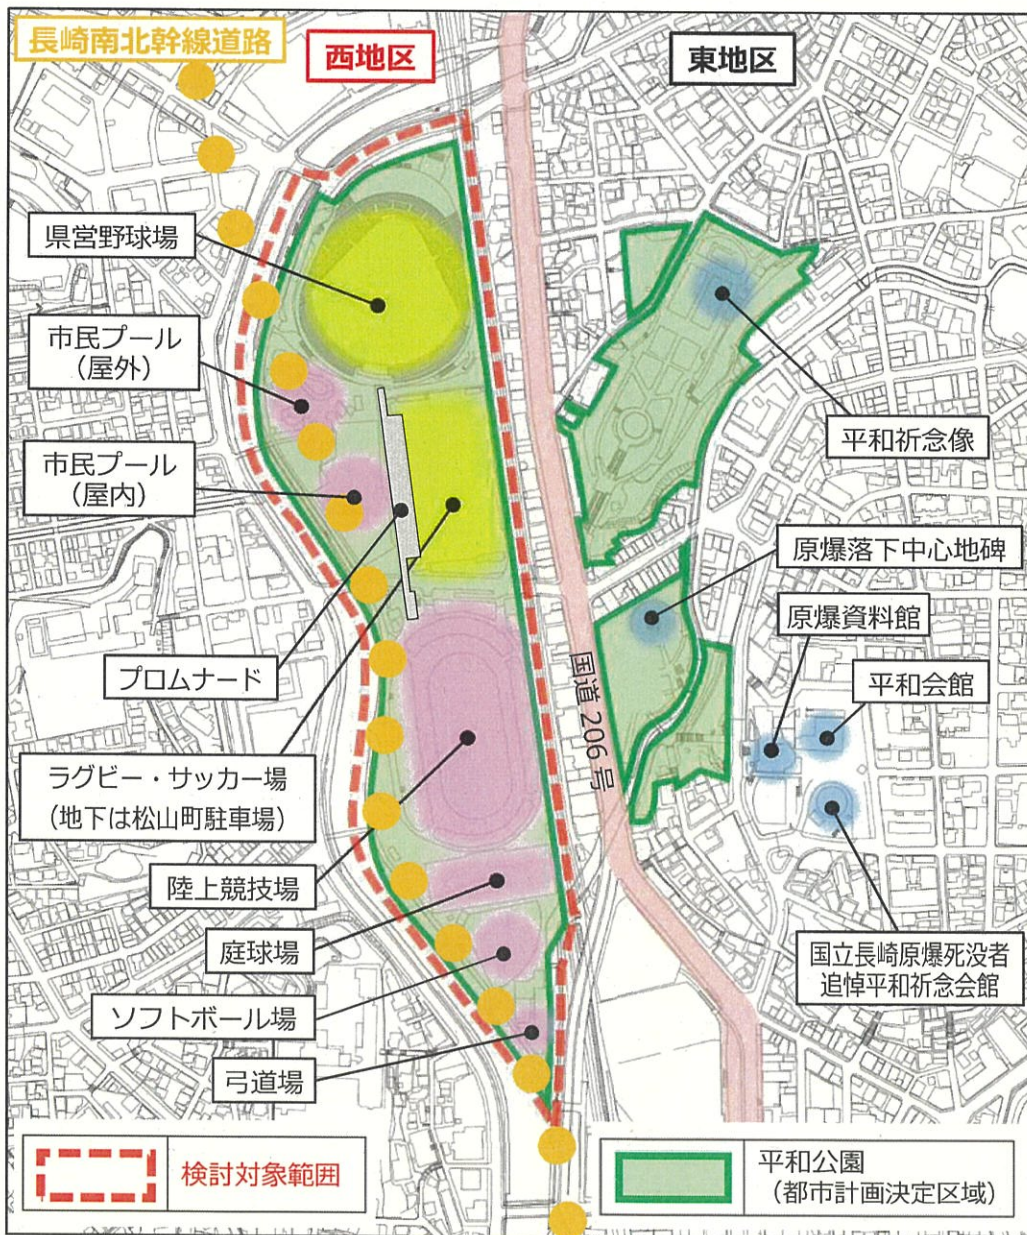 長崎南北幹線道路
西地区
東地区
県営野球場
市民プール
(屋外)
市民プール
(屋内)
平和祈念像
原爆落下中心地碑
原爆資料館
プロムナード
国道 206 号
平和会館
ラグビー・サッカー場
(地下は松山町駐車場)
陸上競技場
庭球場
国立長崎原爆死没者
追悼平和祈念会館
ソフトボール場
弓道場
検討対象範囲
平和公園
(都市計画決定区域)